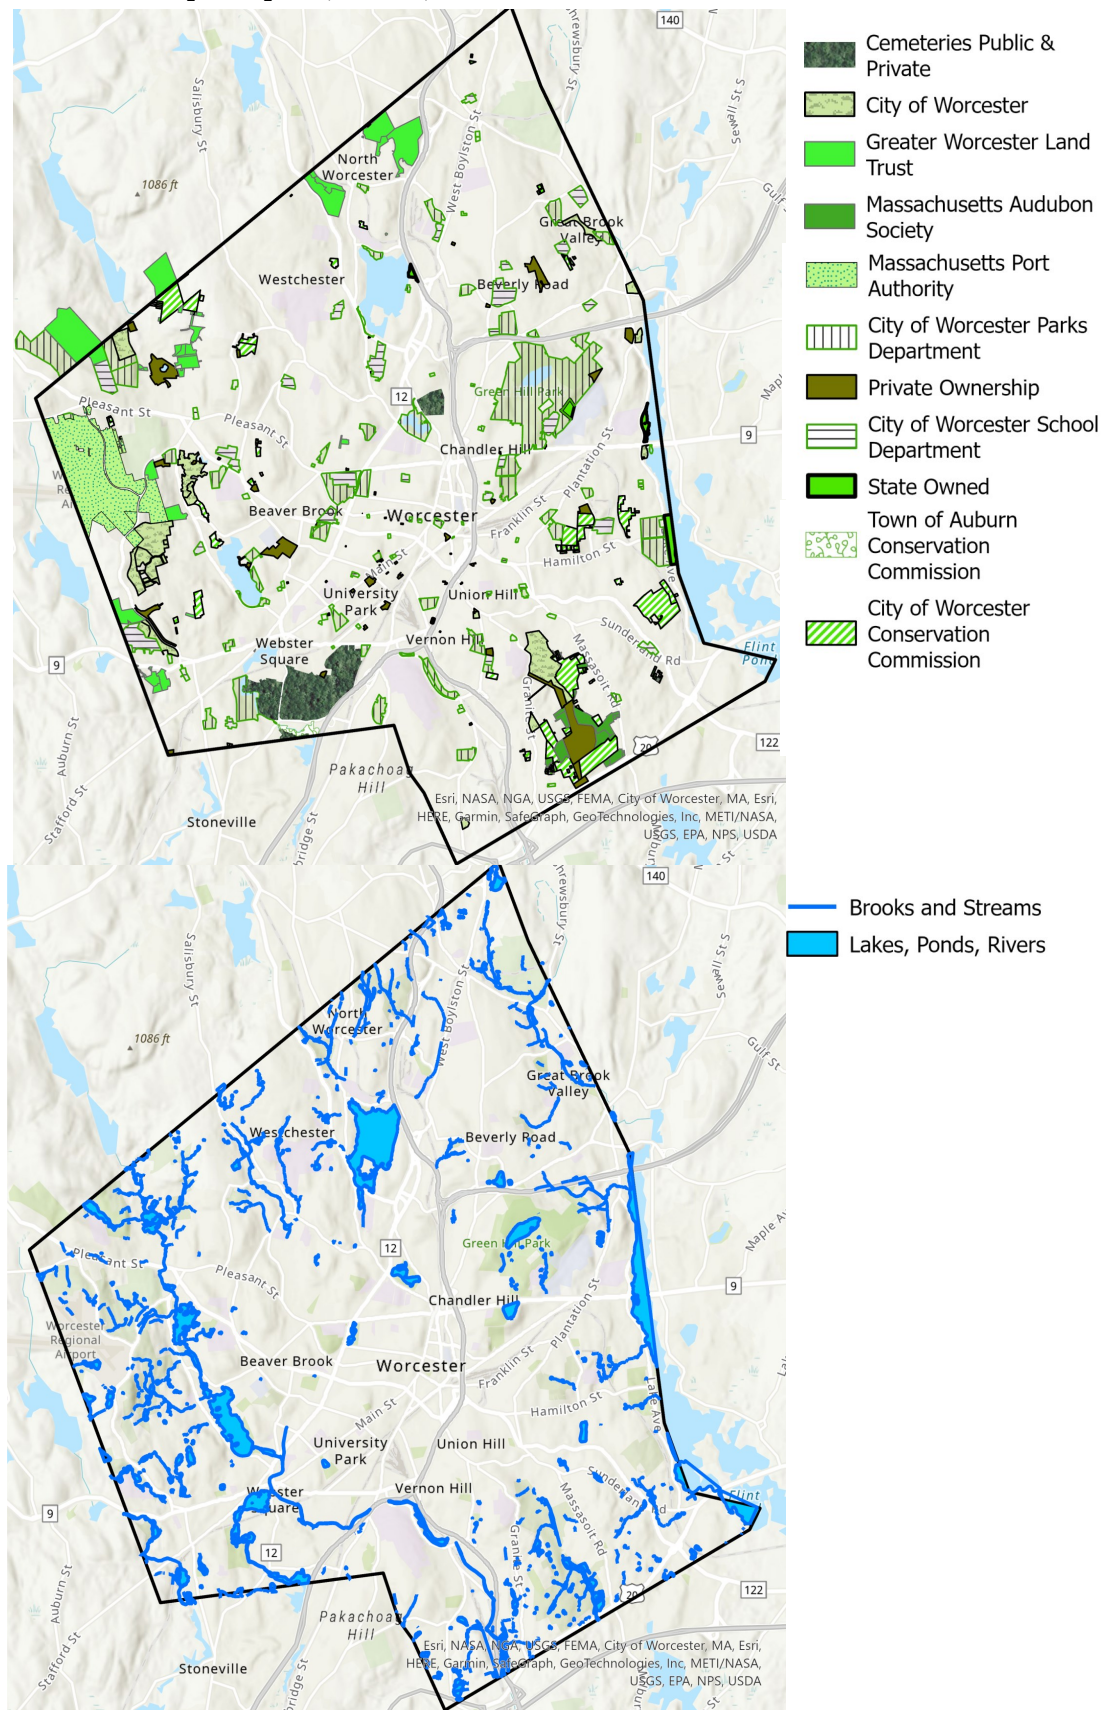 140
Shrewsbury St
Salisbury St
Sewall St S
Cemeteries Public &
Private
City of Worcester
Greater Worcester Land
Trust
Massachusetts Audubon
Society
Massachusetts Port
Authority
City of Worcester Parks
Department
Private Ownership
City of Worcester School
Department
State Owned
Town of Auburn
Conservation
Commission
City of Worcester
Conservation
Commission
North
Worcester
1086 ft
West Boylston St
Gulf
Great Brook
Valley
Westchester
Beverly Road
Pleasant St
12
Green Hill Park
Pleasant St
Chandler Hill
9
Plantation St
Beaver Brook
Worcester
Franklin St
Hamilton St
Main St
University
Park
Union Hill
Vernon Hill
Webster
Square
Sunderland Rd
Massasoit Rd
Granite St
Flint
Pond
9
20
122
Auburn St
Stafford St
Pakachoag
Hill
Stoneville
bridge St
Esri, NASA, NGA, USGS, FEMA, City of Worcester, MA, Esri,
HERE, Garmin, SafeGraph, GeoTechnologies, Inc, METI/NASA,
USGS, EPA, NPS, USDA
140
Brooks and Streams
Lakes, Ponds, Rivers
Shrewsbury St
Salisbury St
Sewall St S
North
Worcester
1086 ft
West Boylston St
Gulf St
Great Brook
Valley
Westchester
Beverly Road
Maple A
Pleasant St
12
Green Hill Park
Pleasant St
Chandler Hill
9
Plantation St
Worcester
Regional
Airport
Beaver Brook
Worcester
Franklin St
Hamilton St
Lake Ave
Main St
University
Park
Union Hill
Vernon Hill
Webster
Square
Sunderland Rd
Massasoit Rd
Granite St
Flint
9
12
20
122
Auburn St
Stafford St
Pakachoag
Hill
Stoneville
bridge St
Esri, NASA, NGA, USGS, FEMA, City of Worcester, MA, Esri,
HERE, Garmin, SafeGraph, GeoTechnologies, Inc, METI/NASA,
USGS, EPA, NPS, USDA